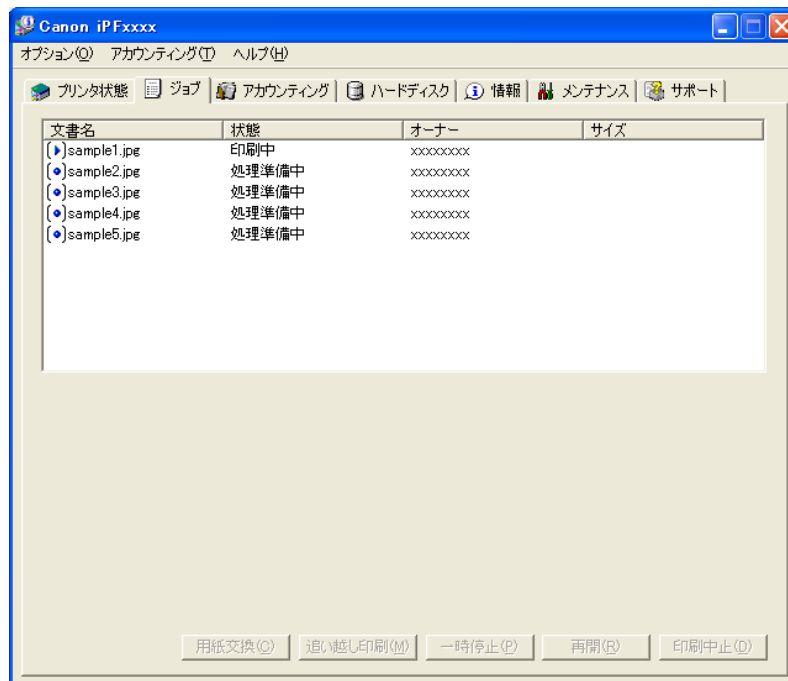 Canon iPFxxxx
オプション(O) アカウンティング(T) ヘルプ(H)
プリンタ状態 ジョブ アカウンティング ハードディスク 情報 メンテナンス サポート
文書名 状態 オーナー サイズ
sample1.jpg 印刷中 xxxxxxxx
sample2.jpg 処理準備中 xxxxxxxx
sample3.jpg 処理準備中 xxxxxxxx
sample4.jpg 処理準備中 xxxxxxxx
sample5.jpg 処理準備中 xxxxxxxx
用紙交換(C) 追い越し印刷(M) 一時停止(P) 再開(R) 印刷中止(D)